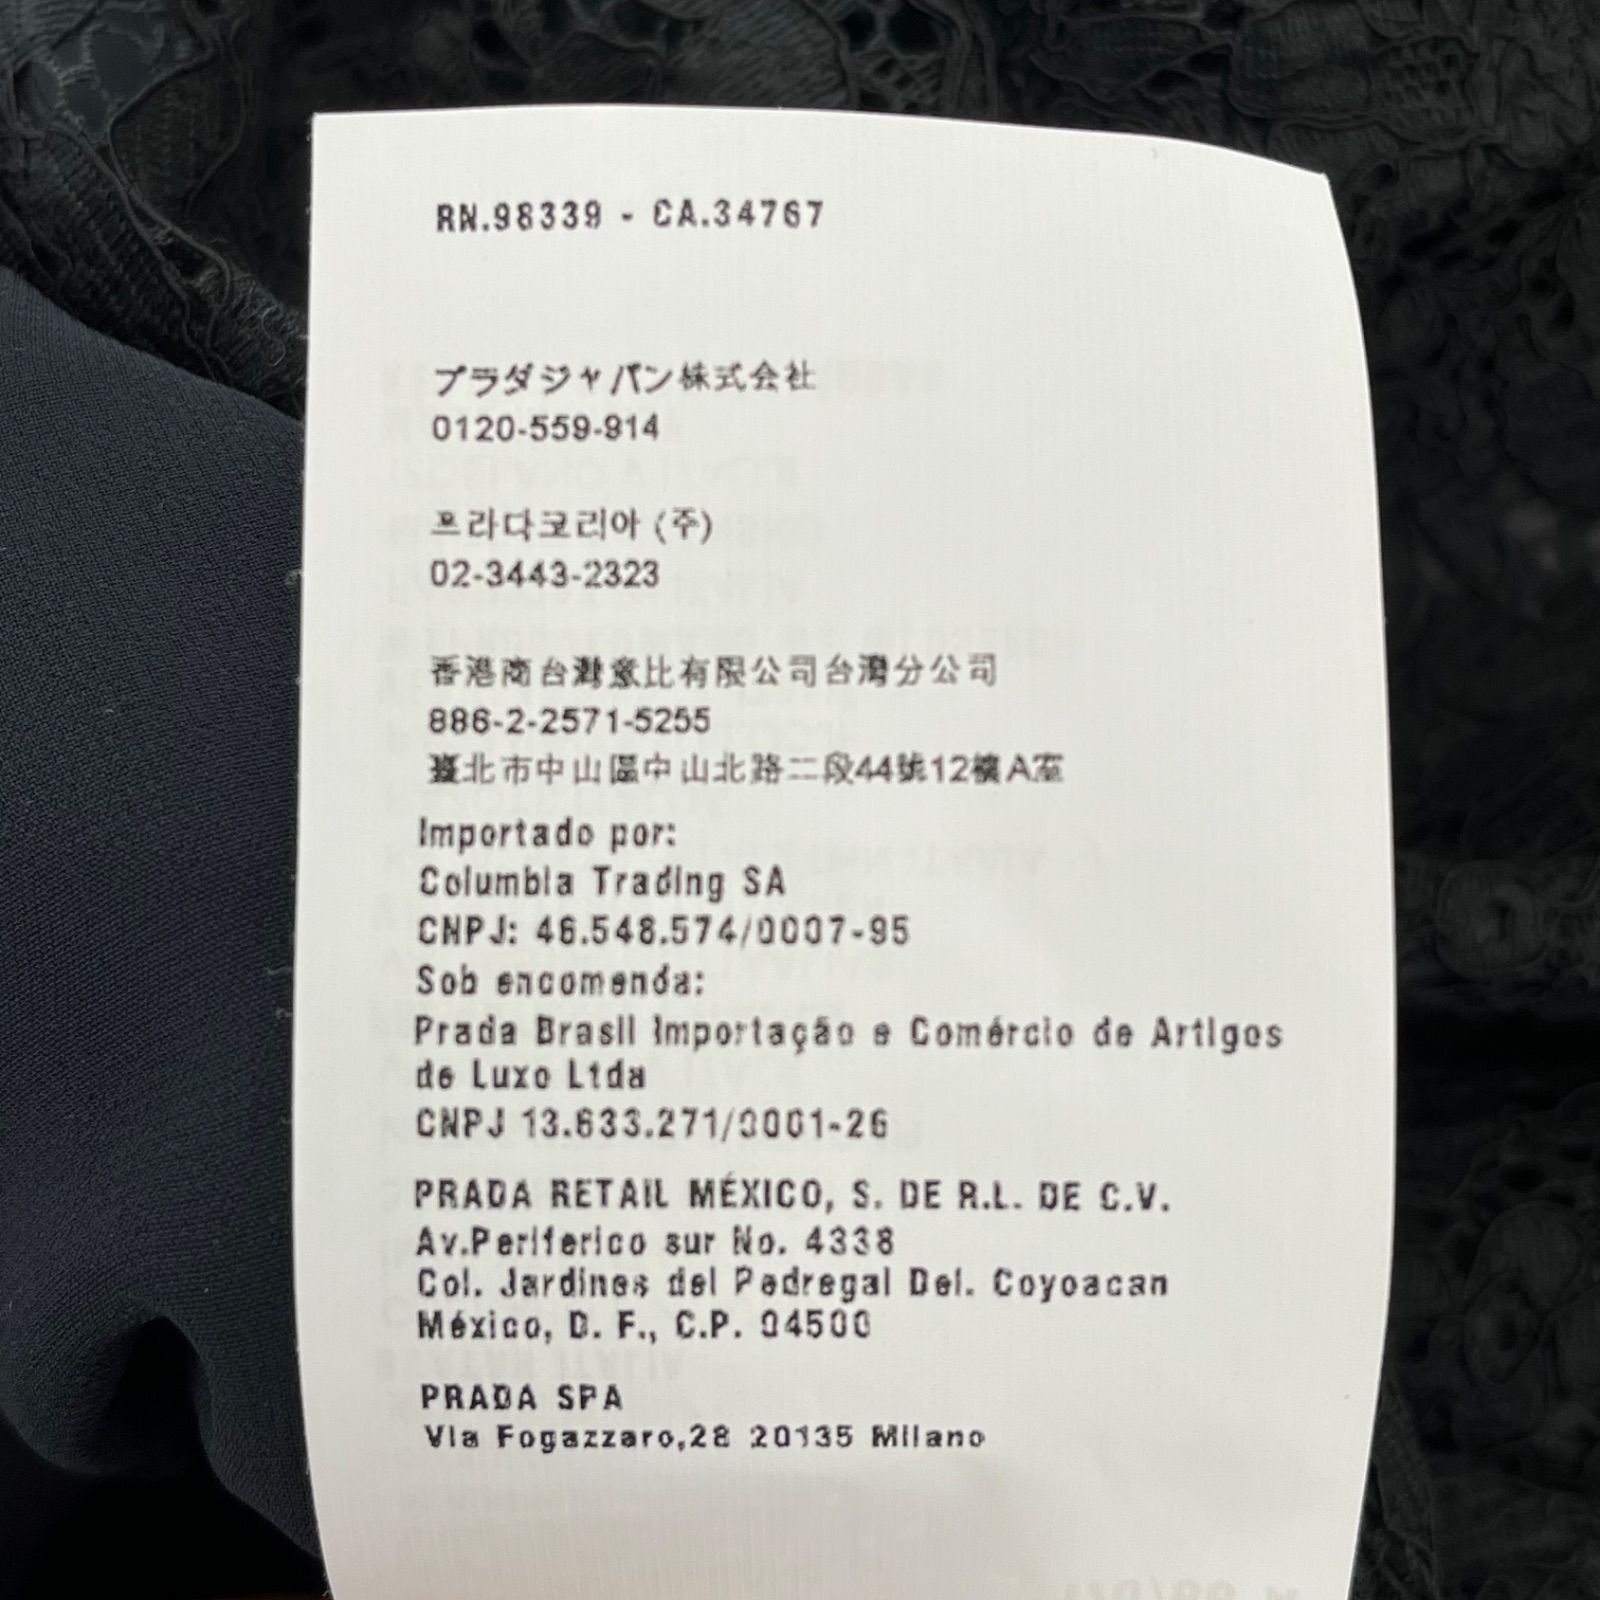 RN.98339 - CA.34767
プラダジャパン株式会社
0120-559-914
프라다코리아 (주)
02-3443-2323
香港商台灣意比有限公司台灣分公司
886-2-2571-5255
臺北市中山區中山北路二段44號12樓A室
Importado por:
Columbia Trading SA
CNPJ: 46.548.574/0007-95
Sob encomenda:
Prada Brasil Importação e Comércio de Artigos
de Luxo Ltda
CNPJ 13.633.271/0001-26
PRADA RETAIL MÉXICO, S. DE R.L. DE C.V.
Av.Periferico sur No. 4338
Col. Jardines del Pedregal Del. Coyoacan
México, D. F., C.P. 04500
PRADA SPA
Via Fogazzaro,28 20135 Milano